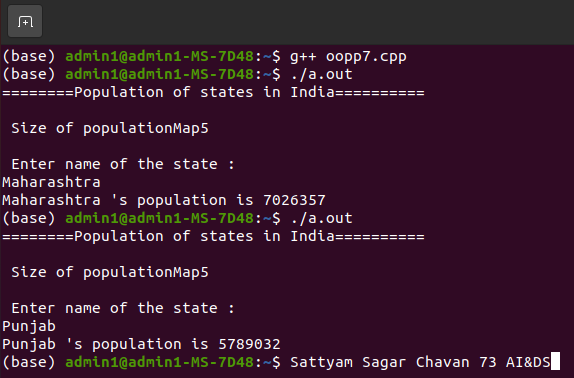 (base) admin1@admin1-MS-7D48:~$ g++ oopp7.cpp
(base) admin1@admin1-MS-7D48:~$ ./a.out
========Population of states in India==========
Size of populationMap5
Enter name of the state :
Maharashtra
Maharashtra 's population is 7026357
(base) admin1@admin1-MS-7D48:~$ ./a.out
========Population of states in India==========
Size of populationMap5
Enter name of the state :
Punjab
Punjab 's population is 5789032
(base) admin1@admin1-MS-7D48:~$ Sattyam Sagar Chavan 73 AI&DS